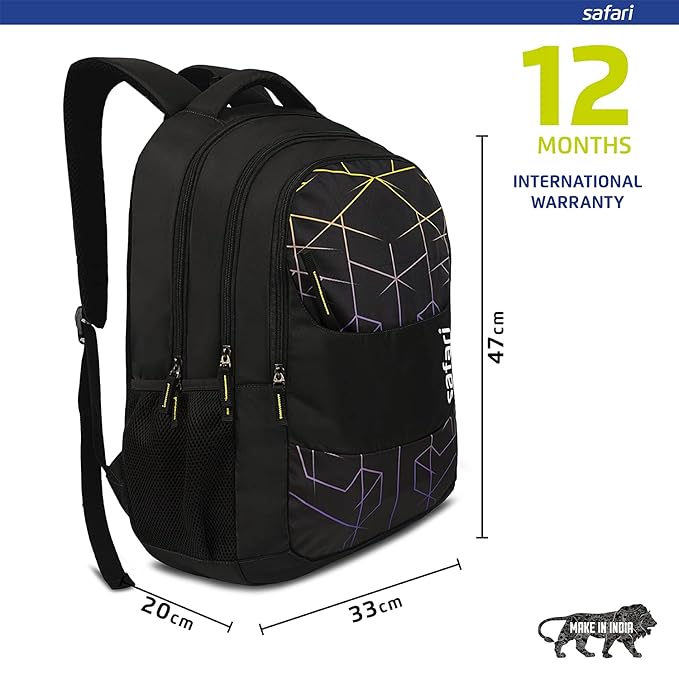 safari
12
MONTHS
INTERNATIONAL
WARRANTY
47cm
safari
20cm
33cm
MAKE IN INDIA